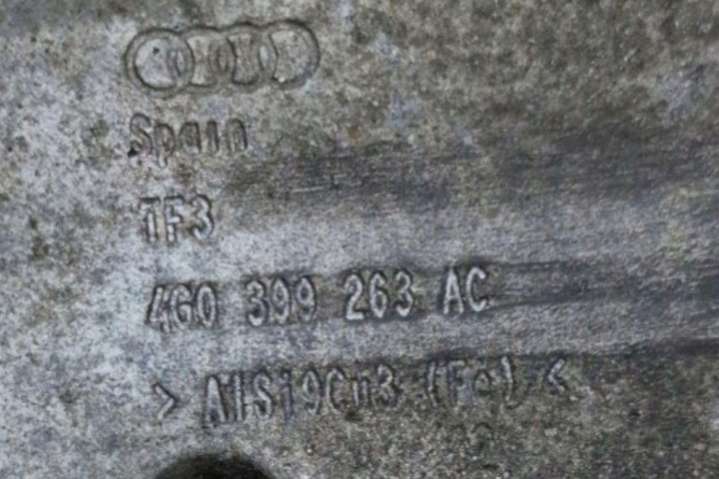 Spain
TF3
4G0 399 263 AC
> AlSi9Cu3 (Fe) <